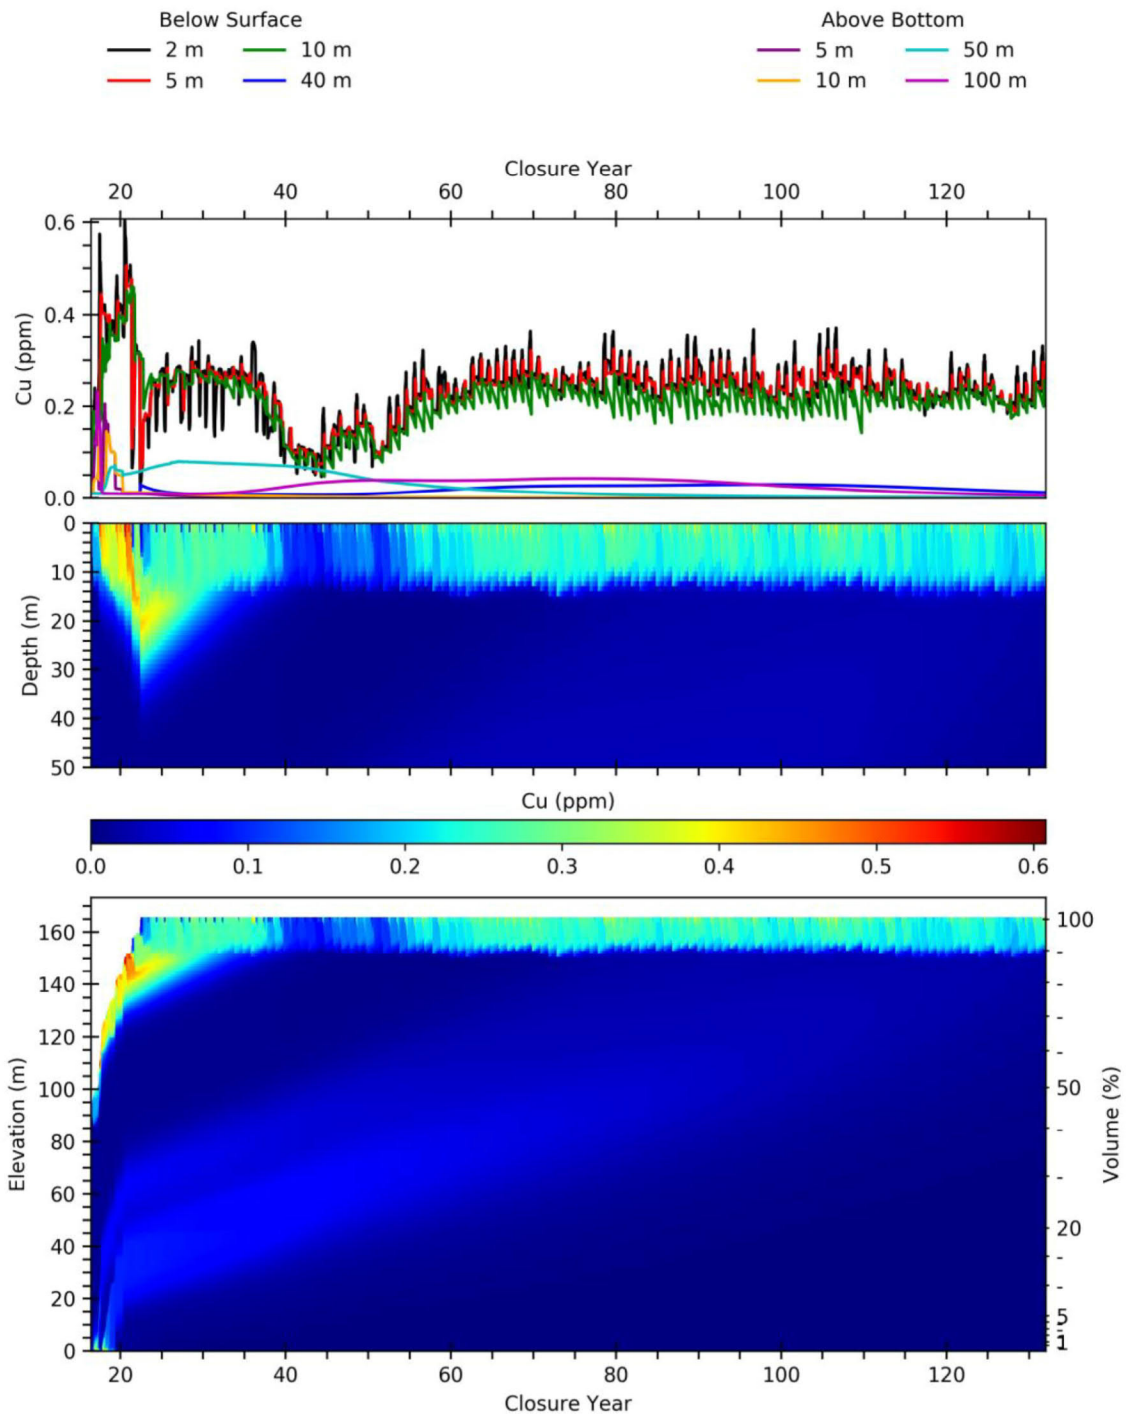 Below Surface Above Bottom
2 m 10 m 5 m 50 m
5 m 40 m 10 m 100 m
Closure Year
20 40 60 80 100 120
0.6
0.4
0.2
0.0
Cu (ppm)
0
10
20
30
40
50
Depth (m)
Cu (ppm)
0.0 0.1 0.2 0.3 0.4 0.5 0.6
160
140
120
100
80
60
40
20
0
Elevation (m)
100
-
-
-
-
50
-
-
20
-
-
5
-
-
-
1
Volume (%)
20 40 60 80 100 120
Closure Year